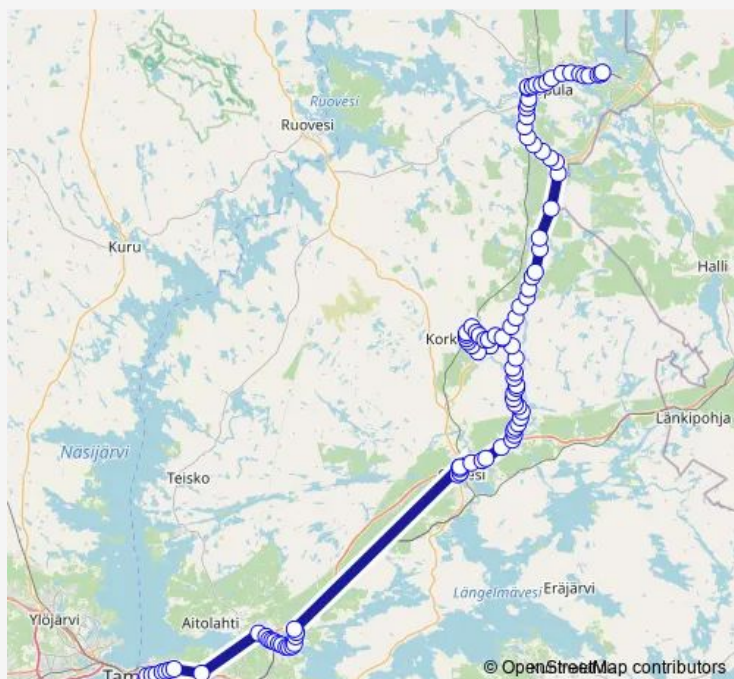 Ruovesi
Ruovesi
Kuru
Halli
Länkipohja
Näsijärvi
Teisko
Längelmävesi
Eräjärvi
Ylöjärvi
Aitolahti
© OpenStreetMap contributors